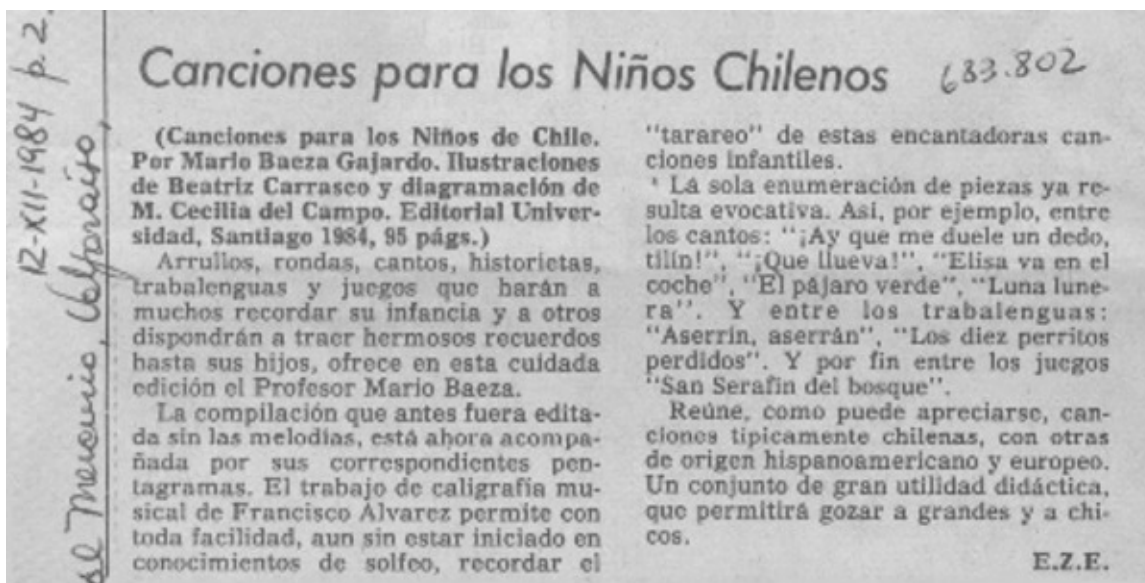 Canciones para los Niños Chilenos
683.802
12-XII-1984 p.2.
El Mercurio, Valparaíso,
(Canciones para los Niños de Chile.
Por Mario Baeza Gajardo. Ilustraciones
de Beatriz Carrasco y diagramación de
M. Cecilia del Campo. Editorial Univer-
sidad, Santiago 1984, 95 págs.)
Arrullos, rondas, cantos, historietas,
trabalenguas y juegos que harán a
muchos recordar su infancia y a otros
dispondrán a traer hermosos recuerdos
hasta sus hijos, ofrece en esta cuidada
edición el Profesor Mario Baeza.
La compilación que antes fuera edita-
da sin las melodías, está ahora acompa-
ñada por sus correspondientes pen-
tagramas. El trabajo de caligrafía mu-
sical de Francisco Alvarez permite con
toda facilidad, aun sin estar iniciado en
conocimientos de solfeo, recordar el
"tarareo" de estas encantadoras can-
ciones infantiles.
La sola enumeración de piezas ya re-
sulta evocativa. Así, por ejemplo, entre
los cantos: "¡Ay que me duele un dedo,
tilín!", "¡Que llueva!", "Elisa va en el
coche", "El pájaro verde", "Luna lune-
ra". Y entre los trabalenguas:
"Aserrín, aserrán", "Los diez perritos
perdidos". Y por fin entre los juegos
"San Serafín del bosque".
Reúne, como puede apreciarse, can-
ciones típicamente chilenas, con otras
de origen hispanoamericano y europeo.
Un conjunto de gran utilidad didáctica,
que permitirá gozar a grandes y a chi-
cos.
E.Z.E.